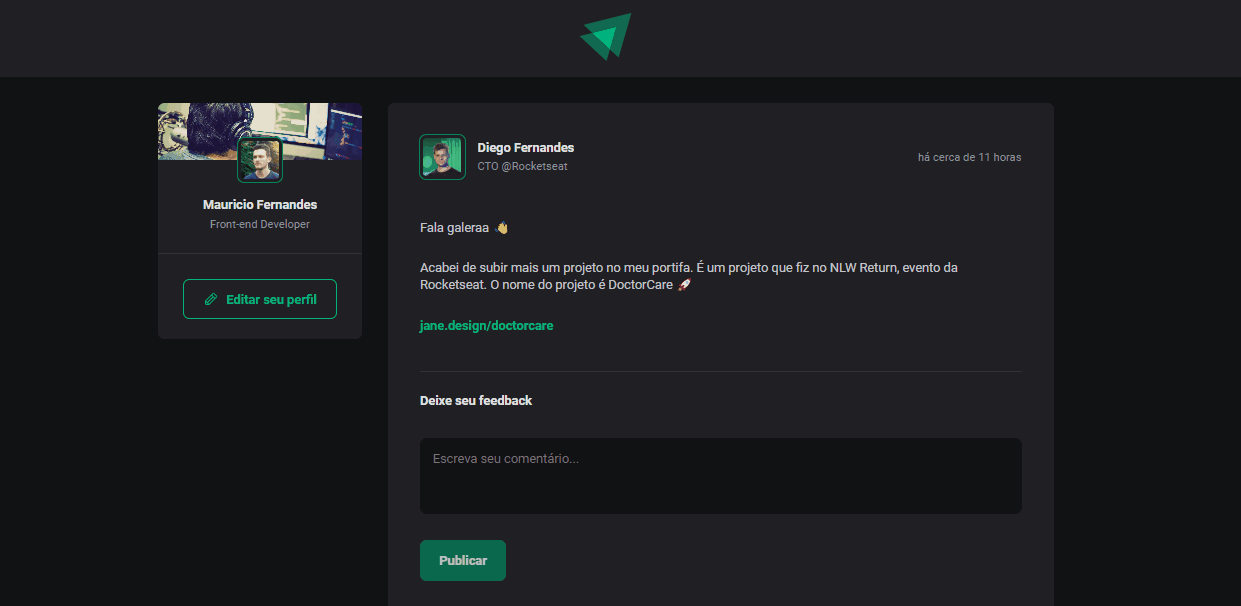 Mauricio Fernandes
Front-end Developer
Editar seu perfil
Diego Fernandes
CTO @Rocketseat
há cerca de 11 horas
Fala galeraa 👋
Acabei de subir mais um projeto no meu portifa. É um projeto que fiz no NLW Return, evento da
Rocketseat. O nome do projeto é DoctorCare 🚀
jane.design/doctorcare
Deixe seu feedback
Escreva seu comentário...
Publicar